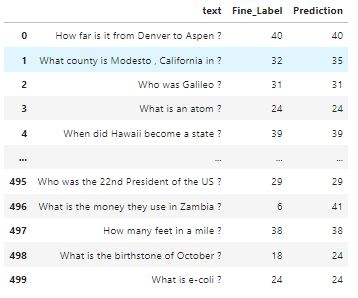 text Fine_Label Prediction
0 How far is it from Denver to Aspen ? 40 40
1 What county is Modesto , California in ? 32 35
2 Who was Galileo ? 31 31
3 What is an atom ? 24 24
4 When did Hawaii become a state ? 39 39
... ... ... ...
495 Who was the 22nd President of the US ? 29 29
496 What is the money they use in Zambia ? 6 41
497 How many feet in a mile ? 38 38
498 What is the birthstone of October ? 18 24
499 What is e-coli ? 24 24